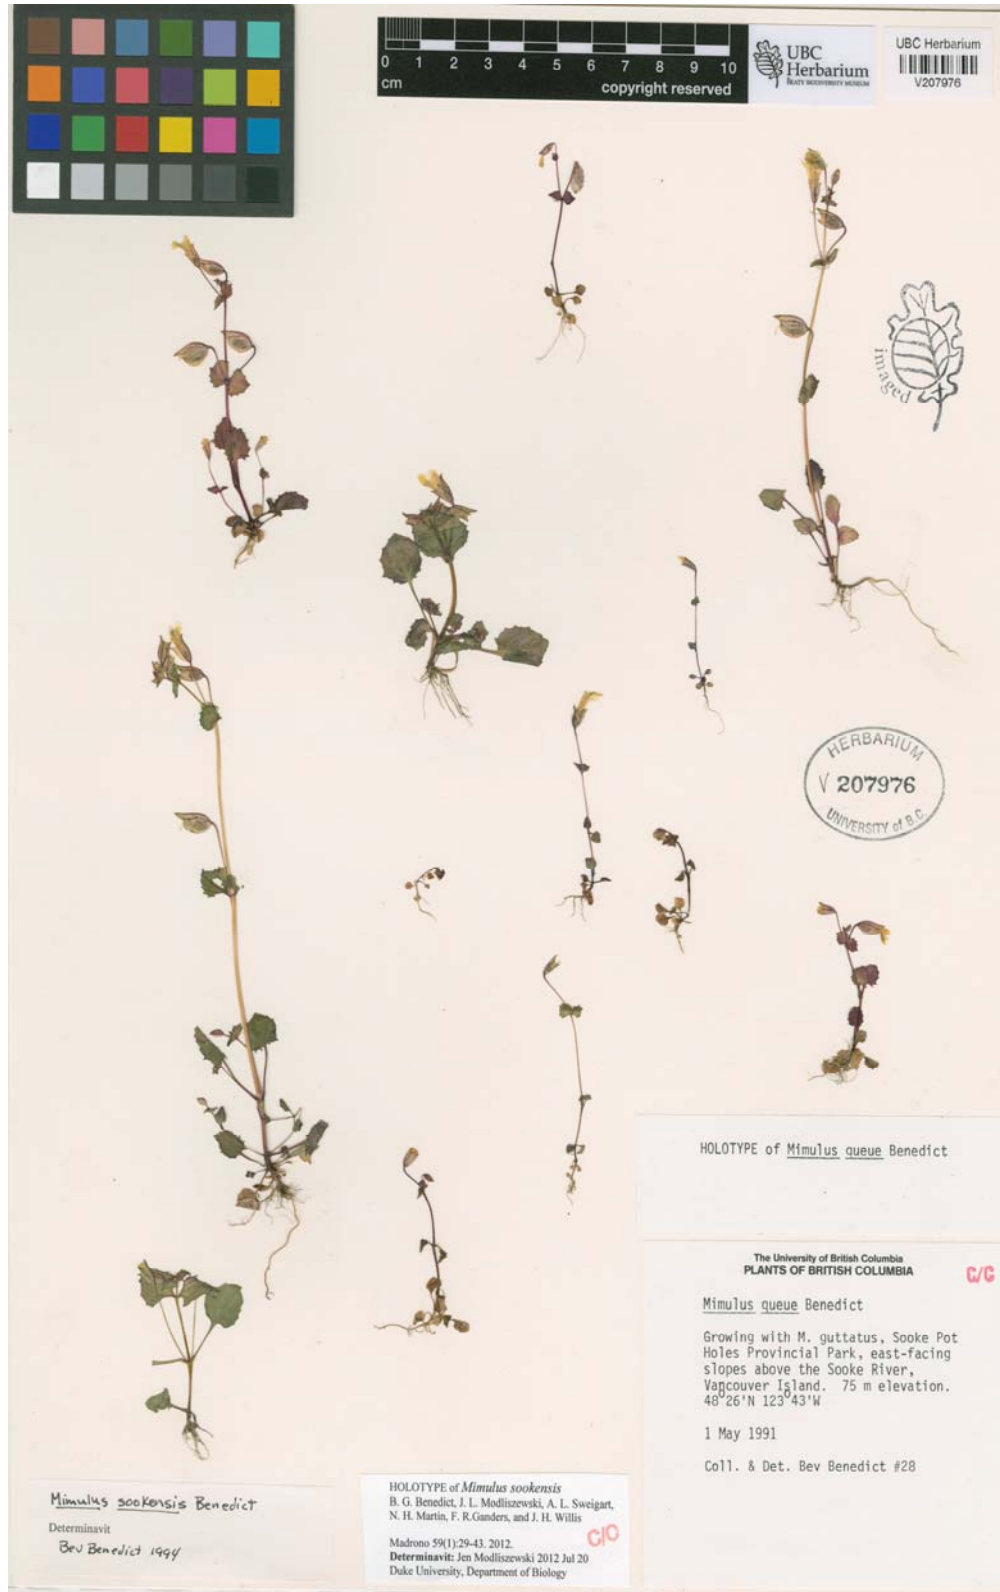 0 1 2 3 4 5 6 7 8 9 10
cm
copyright reserved
UBC
Herbarium
BEATY BIODIVERSITY MUSEUM
UBC Herbarium
V207976
imaged
HERBARIUM
V 207976
UNIVERSITY of B.C.
HOLOTYPE of Mimulus queue Benedict
The University of British Columbia
PLANTS OF BRITISH COLUMBIA
C/C
Mimulus queue Benedict
Growing with M. guttatus, Sooke Pot
Holes Provincial Park, east-facing
slopes above the Sooke River,
Vancouver Island. 75 m elevation.
48°26'N 123°43'W
1 May 1991
Coll. & Det. Bev Benedict #28
Mimulus sookensis Benedict
Determinavit
Bev Benedict 1994
HOLOTYPE of Mimulus sookensis
B. G. Benedict, J. L. Modliszewski, A. L. Sweigart,
N. H. Martin, F. R.Ganders, and J. H. Willis
C/C
Madrono 59(1):29-43. 2012.
Determinavit: Jen Modliszewski 2012 Jul 20
Duke University, Department of Biology